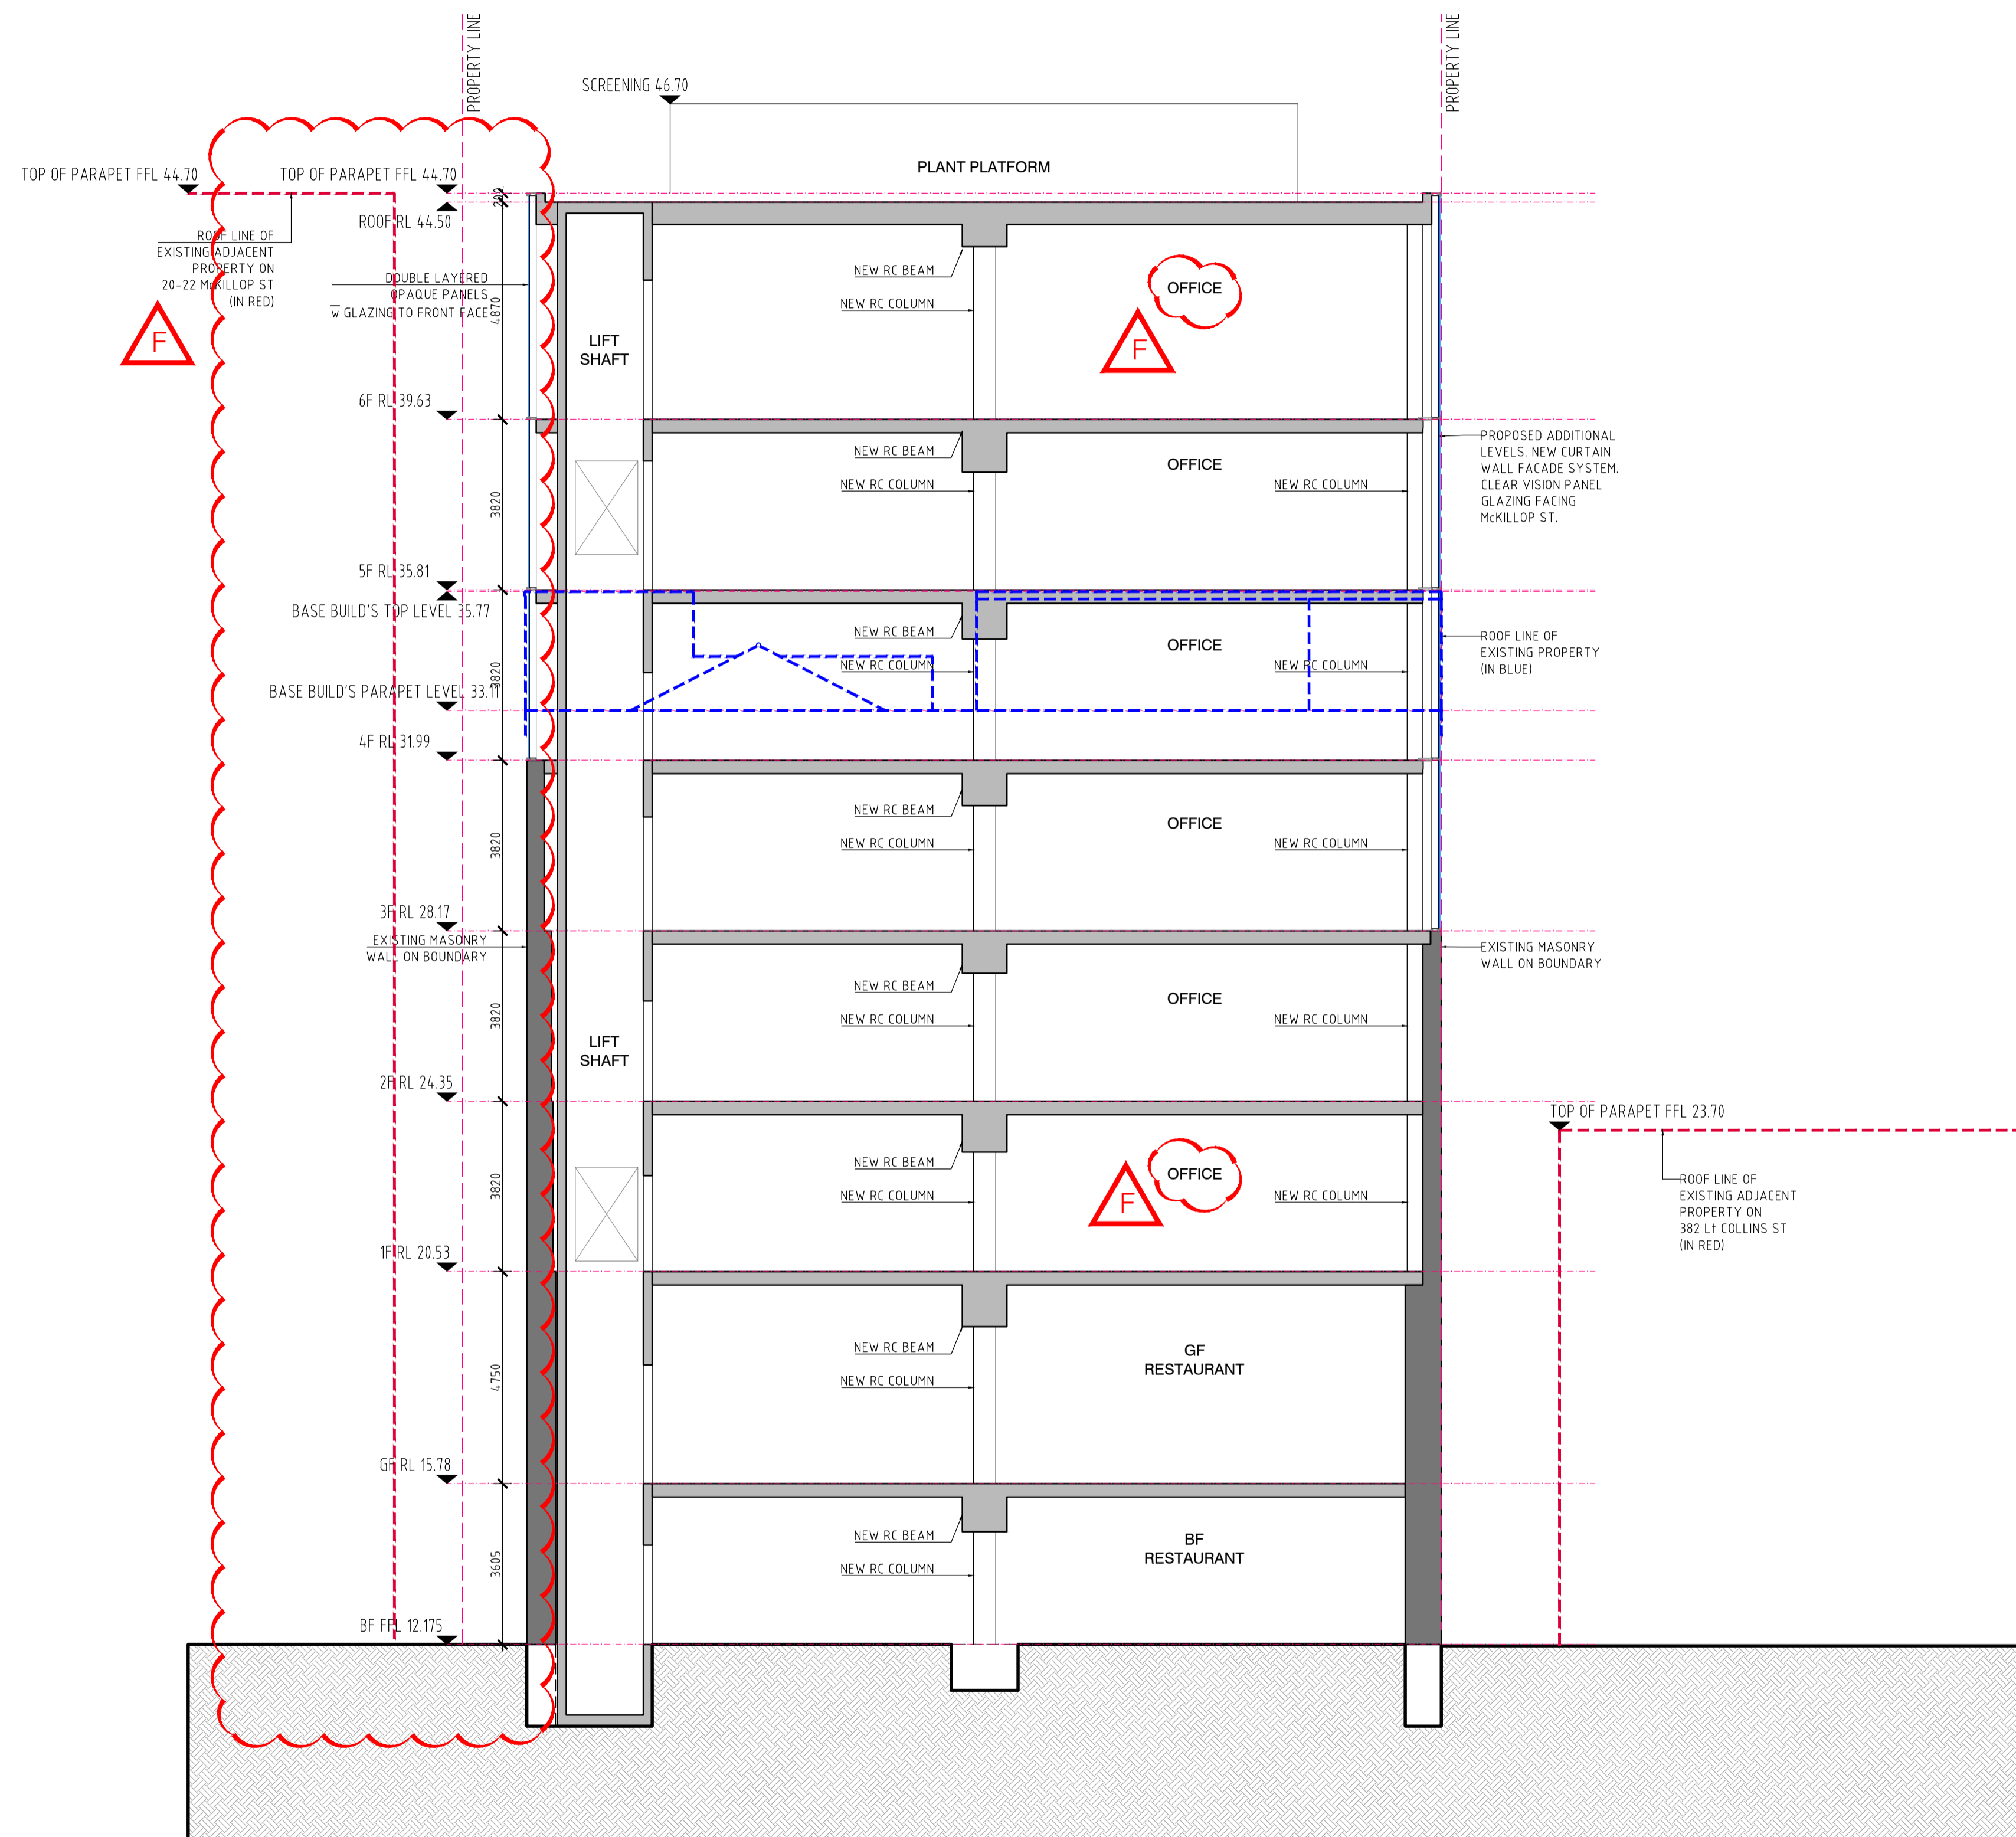 PROPERTY LINE
PROPERTY LINE
SCREENING 46.70
PLANT PLATFORM
TOP OF PARAPET FFL 44.70
TOP OF PARAPET FFL 44.70
200
ROOF RL 44.50
ROOF LINE OF
EXISTING ADJACENT
PROPERTY ON
20-22 McKILLOP ST
(IN RED)
DOUBLE LAYERED
OPAQUE PANELS
w GLAZING TO FRONT FACE
4870
F
LIFT
SHAFT
NEW RC BEAM
NEW RC COLUMN
OFFICE
F
6F RL 39.63
NEW RC BEAM
NEW RC COLUMN
OFFICE
NEW RC COLUMN
3820
PROPOSED ADDITIONAL
LEVELS. NEW CURTAIN
WALL FACADE SYSTEM.
CLEAR VISION PANEL
GLAZING FACING
McKILLOP ST.
5F RL 35.81
BASE BUILD'S TOP LEVEL 35.77
NEW RC BEAM
NEW RC COLUMN
OFFICE
NEW RC COLUMN
3820
ROOF LINE OF
EXISTING PROPERTY
(IN BLUE)
BASE BUILD'S PARAPET LEVEL 33.11
4F RL 31.99
NEW RC BEAM
NEW RC COLUMN
OFFICE
NEW RC COLUMN
3820
3F RL 28.17
EXISTING MASONRY
WALL ON BOUNDARY
EXISTING MASONRY
WALL ON BOUNDARY
NEW RC BEAM
NEW RC COLUMN
OFFICE
NEW RC COLUMN
3820
LIFT
SHAFT
2F RL 24.35
TOP OF PARAPET FFL 23.70
NEW RC BEAM
NEW RC COLUMN
OFFICE
F
NEW RC COLUMN
3820
ROOF LINE OF
EXISTING ADJACENT
PROPERTY ON
382 Lt COLLINS ST
(IN RED)
1F RL 20.53
NEW RC BEAM
NEW RC COLUMN
GF
RESTAURANT
4750
GF RL 15.78
NEW RC BEAM
NEW RC COLUMN
BF
RESTAURANT
3605
BF FFL 12.175